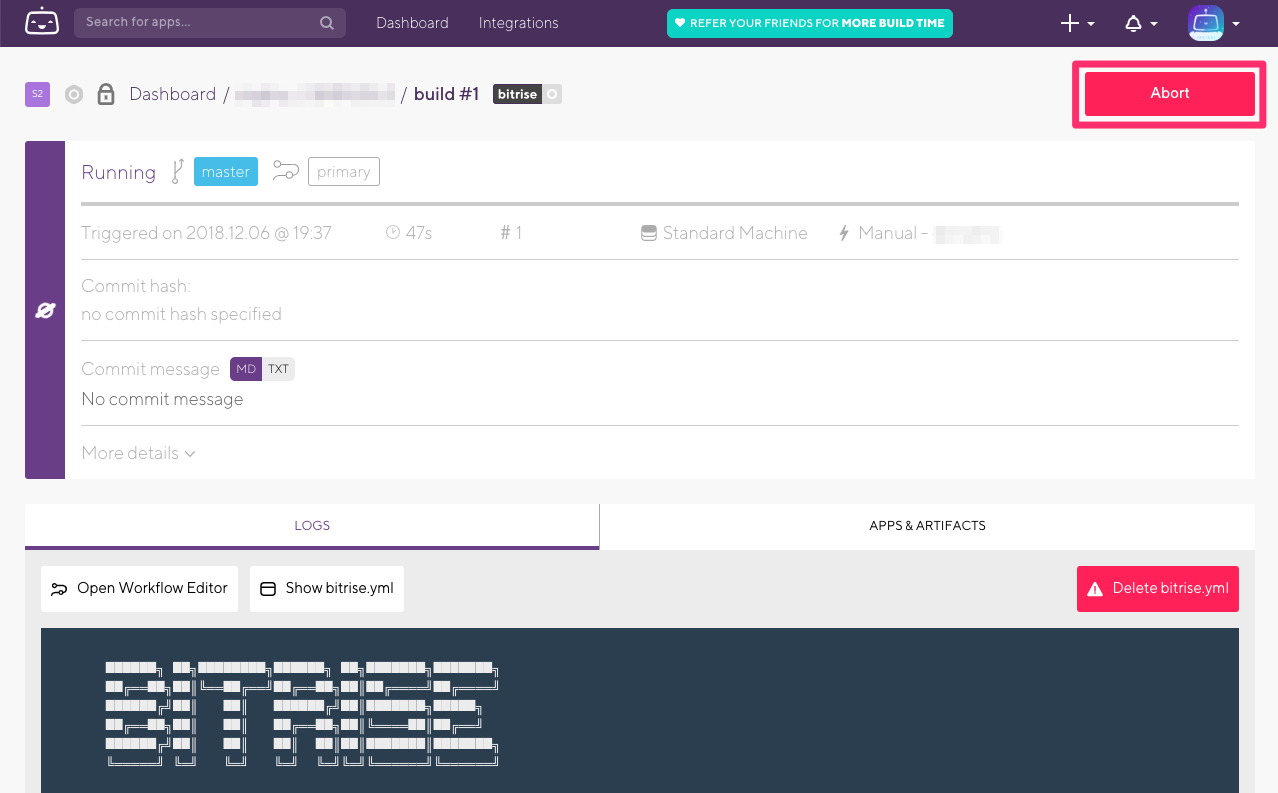 Search for apps...
Dashboard
Integrations
REFER YOUR FRIENDS FOR MORE BUILD TIME
S2
Dashboard / / build #1
bitrise
Abort
Running
master
primary
Triggered on 2018.12.06 @ 19:37
47s
# 1
Standard Machine
Manual -
Commit hash:
no commit hash specified
Commit message
MD
TXT
No commit message
More details
LOGS
APPS & ARTIFACTS
Open Workflow Editor
Show bitrise.yml
Delete bitrise.yml
BITRISE